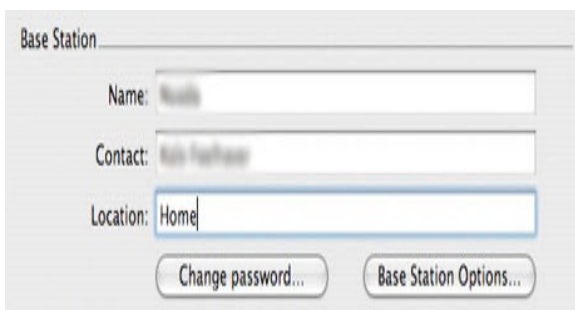 Base Station
Name:
Contact:
Location: Home
Change password... Base Station Options...